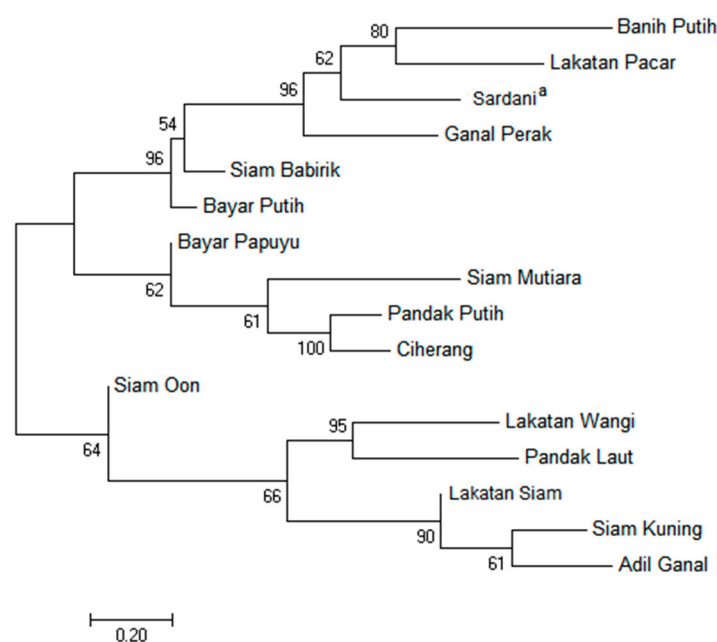 Banih Putih
80
62
Lakatan Pacar
96
Sardani a
54
Ganal Perak
96
Siam Babirik
Bayar Putih
Bayar Papuyu
62
Siam Mutiara
61
Pandak Putih
100
Ciherang
Siam Oon
95
Lakatan Wangi
64
Pandak Laut
66
Lakatan Siam
90
Siam Kuning
61
Adil Ganal
0.20